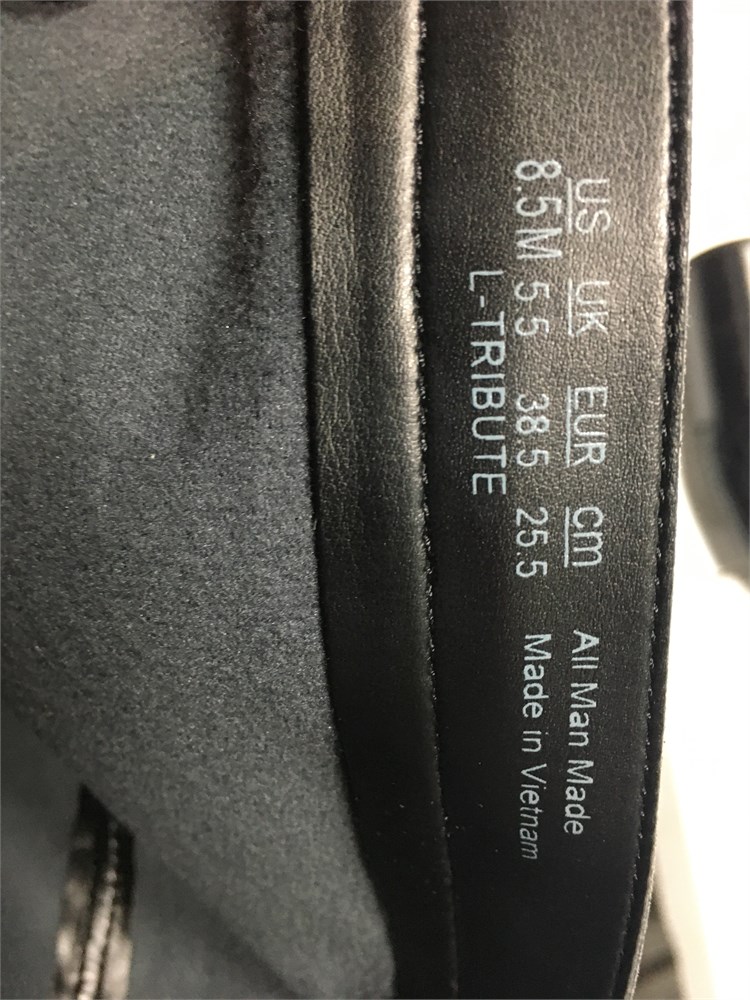 US UK EUR cm
8.5M 5.5 38.5 25.5
L-TRIBUTE
All Man Made
Made in Vietnam